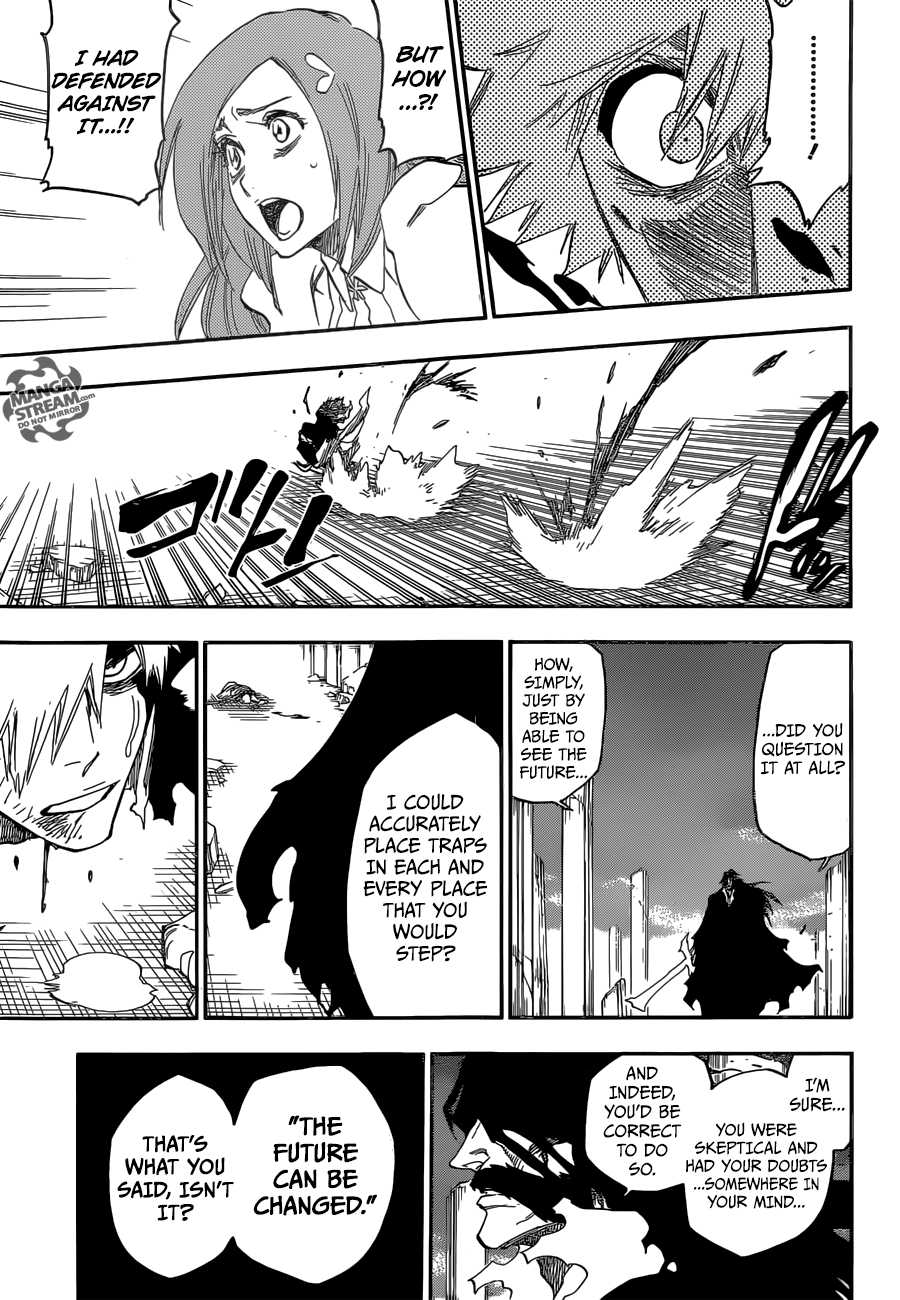 ..........!
BUT
HOW
...?!
I HAD
DEFENDED
AGAINST
IT...!!
MANGA
STREAM.com
DO NOT MIRROR
ゴッ
...DID YOU
QUESTION
IT AT ALL?
HOW,
SIMPLY,
JUST BY
BEING
ABLE TO
SEE THE
FUTURE...
I COULD
ACCURATELY
PLACE TRAPS
IN EACH AND
EVERY PLACE
THAT YOU
WOULD
STEP?
I'M
SURE...
YOU WERE
SKEPTICAL AND
HAD YOUR DOUBTS
...SOMEWHERE IN
YOUR MIND...
AND
INDEED,
YOU'D BE
CORRECT
TO DO
SO.
"THE
FUTURE
CAN BE
CHANGED."
THAT'S
WHAT YOU
SAID, ISN'T
IT?